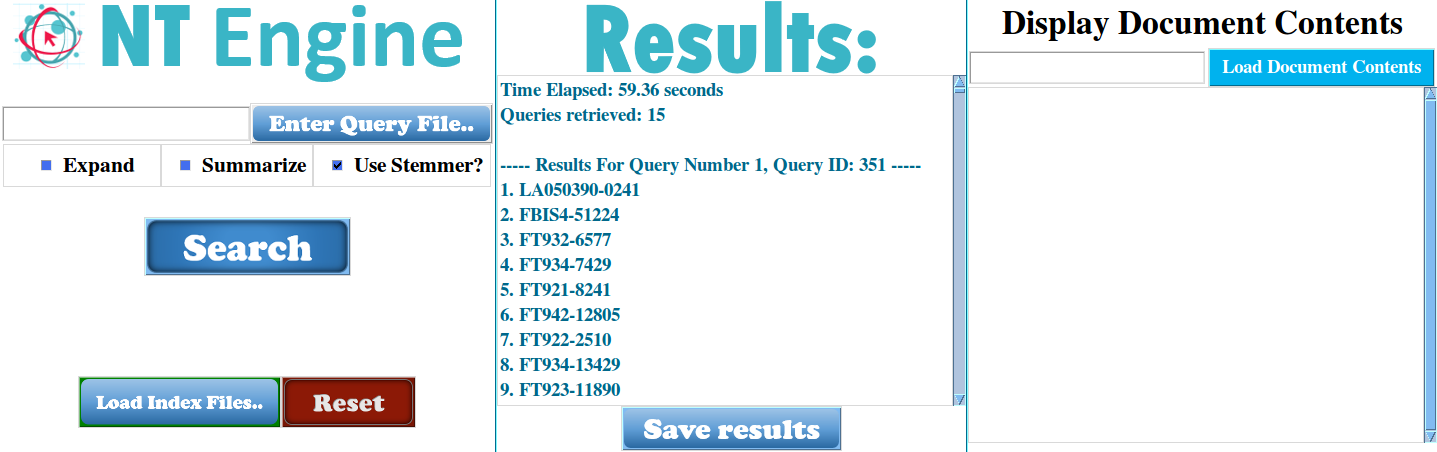 NT Engine
Enter Query File..
Expand
Summarize
Use Stemmer?
Search
Load Index Files..
Reset
Results:
Time Elapsed: 59.36 seconds
Queries retrieved: 15
----- Results For Query Number 1, Query ID: 351 -----
1. LA050390-0241
2. FBIS4-51224
3. FT932-6577
4. FT934-7429
5. FT921-8241
6. FT942-12805
7. FT922-2510
8. FT934-13429
9. FT923-11890
Save results
Display Document Contents
Load Document Contents